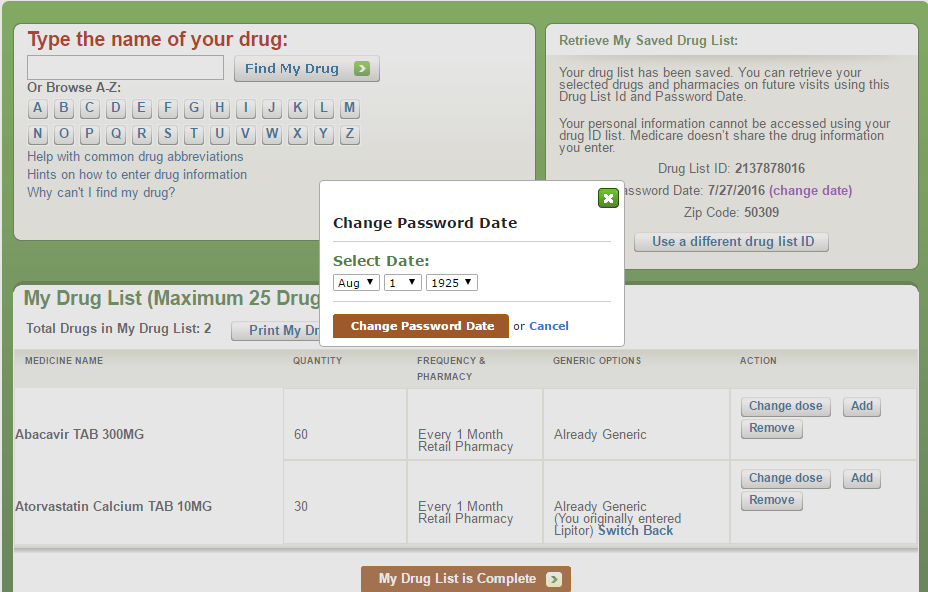 Type the name of your drug:
Find My Drug
Or Browse A-Z:
A B C D E F G H I J K L M
N O P Q R S T U V W X Y Z
Help with common drug abbreviations
Hints on how to enter drug information
Why can't I find my drug?
Retrieve My Saved Drug List:
Your drug list has been saved. You can retrieve your
selected drugs and pharmacies on future visits using this
Drug List Id and Password Date.
Your personal information cannot be accessed using your
drug ID list. Medicare doesn't share the drug information
you enter.
Drug List ID: 2137878016
assword Date: 7/27/2016 (change date)
Zip Code: 50309
Use a different drug list ID
Change Password Date
Select Date:
Aug 1 1925
Change Password Date or Cancel
My Drug List (Maximum 25 Drug
Total Drugs in My Drug List: 2 Print My Dr
MEDICINE NAME QUANTITY FREQUENCY & PHARMACY GENERIC OPTIONS ACTION
Abacavir TAB 300MG 60 Every 1 Month Retail Pharmacy Already Generic Change dose Add Remove
Atorvastatin Calcium TAB 10MG 30 Every 1 Month Retail Pharmacy Already Generic (You originally entered Lipitor) Switch Back Change dose Add Remove
My Drug List is Complete